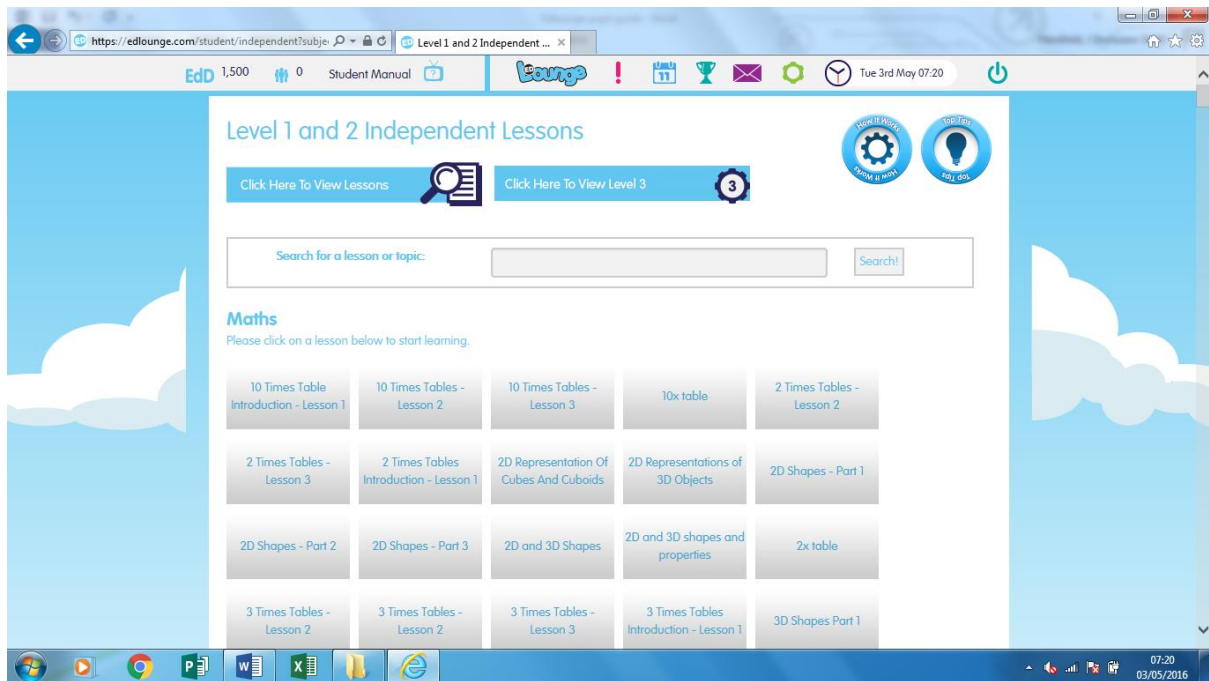 https://edlounge.com/student/independent?subje
Level 1 and 2 Independent ...
EdD 1,500
0
Student Manual
?
ED Lounge
!
11
Tue 3rd May 07:20
Level 1 and 2 Independent Lessons
How It Works
How It Works
Top Tips
Top Tips
Click Here To View Lessons
Click Here To View Level 3
3
Search for a lesson or topic:
Search!
Maths
Please click on a lesson below to start learning.
10 Times Table
Introduction - Lesson 1
10 Times Tables -
Lesson 2
10 Times Tables -
Lesson 3
10x table
2 Times Tables -
Lesson 2
2 Times Tables -
Lesson 3
2 Times Tables
Introduction - Lesson 1
2D Representation Of
Cubes And Cuboids
2D Representations of
3D Objects
2D Shapes - Part 1
2D Shapes - Part 2
2D Shapes - Part 3
2D and 3D Shapes
2D and 3D shapes and
properties
2x table
3 Times Tables -
Lesson 2
3 Times Tables -
Lesson 2
3 Times Tables -
Lesson 3
3 Times Tables
Introduction - Lesson 1
3D Shapes Part 1
07:20
03/05/2016